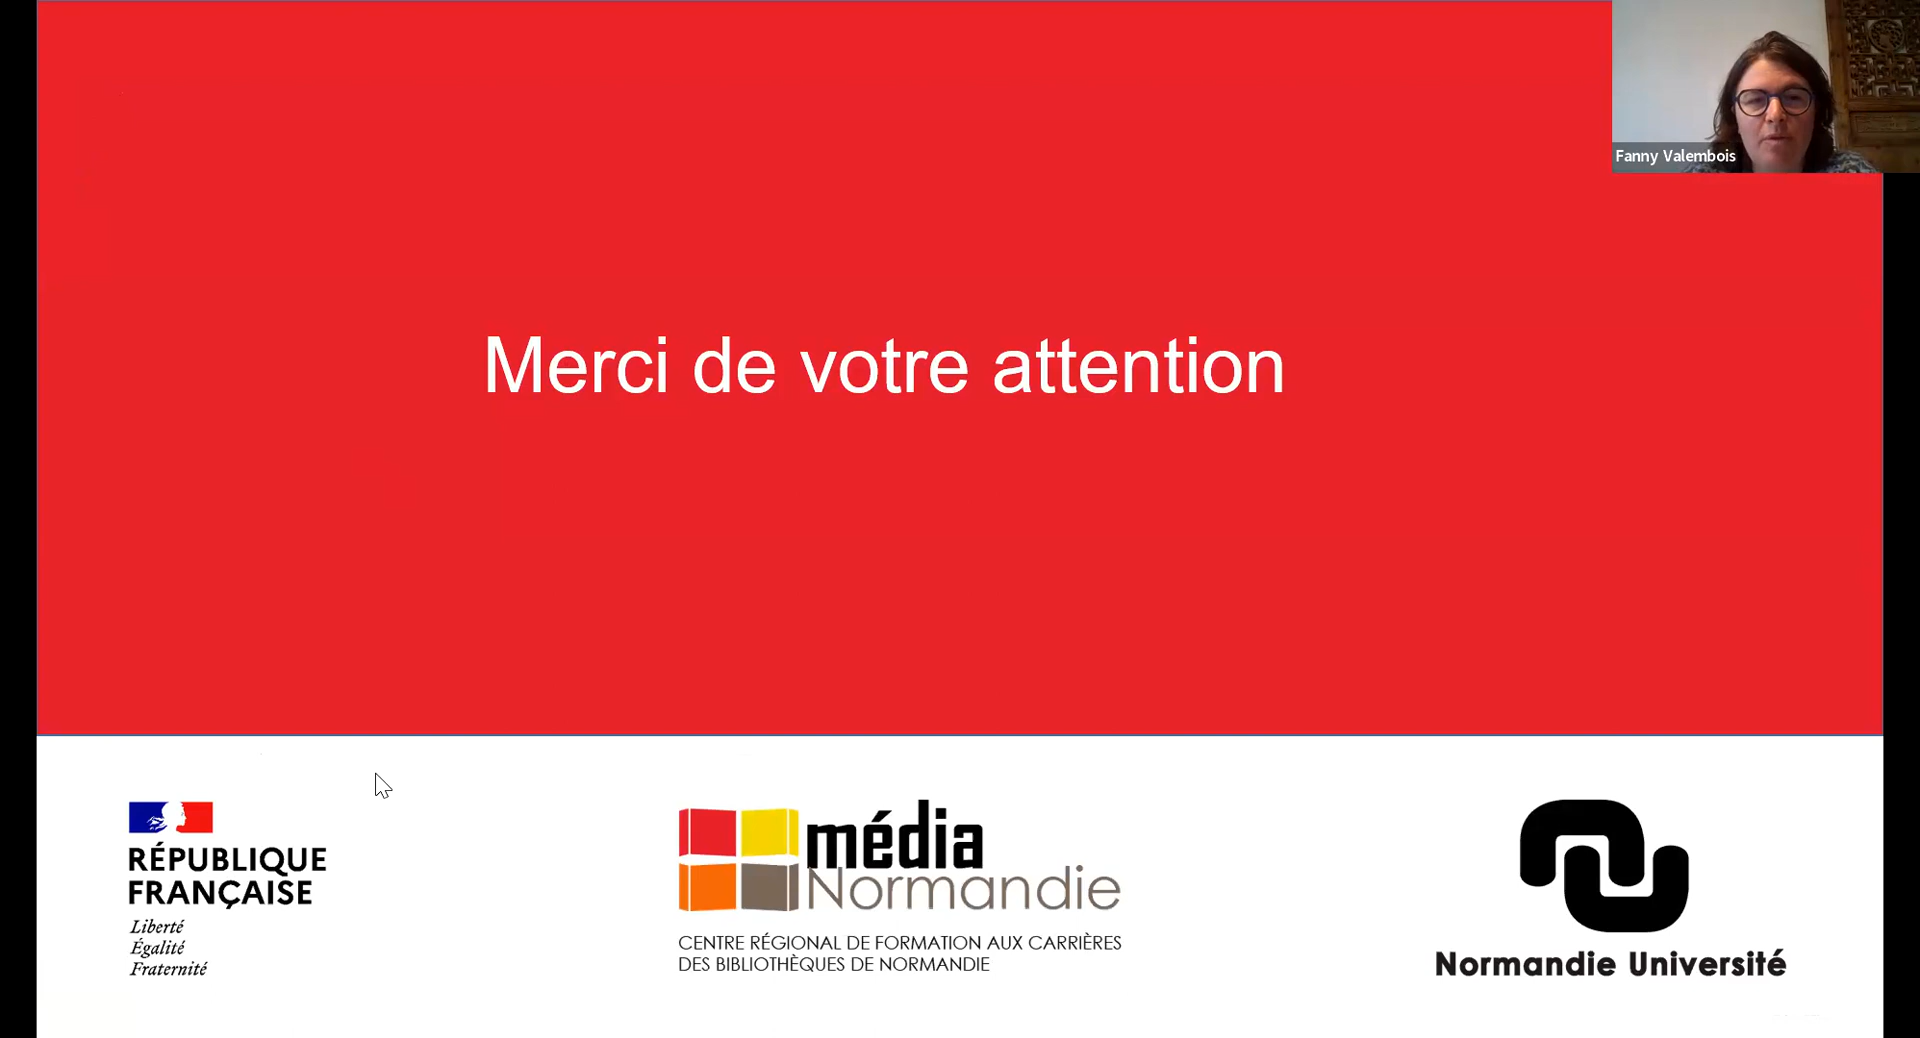 Fanny Valembois
Merci de votre attention
RÉPUBLIQUE
FRANÇAISE
Liberté
Égalité
Fraternité
média
Normandie
CENTRE RÉGIONAL DE FORMATION AUX CARRIÈRES
DES BIBLIOTHÈQUES DE NORMANDIE
Normandie Université